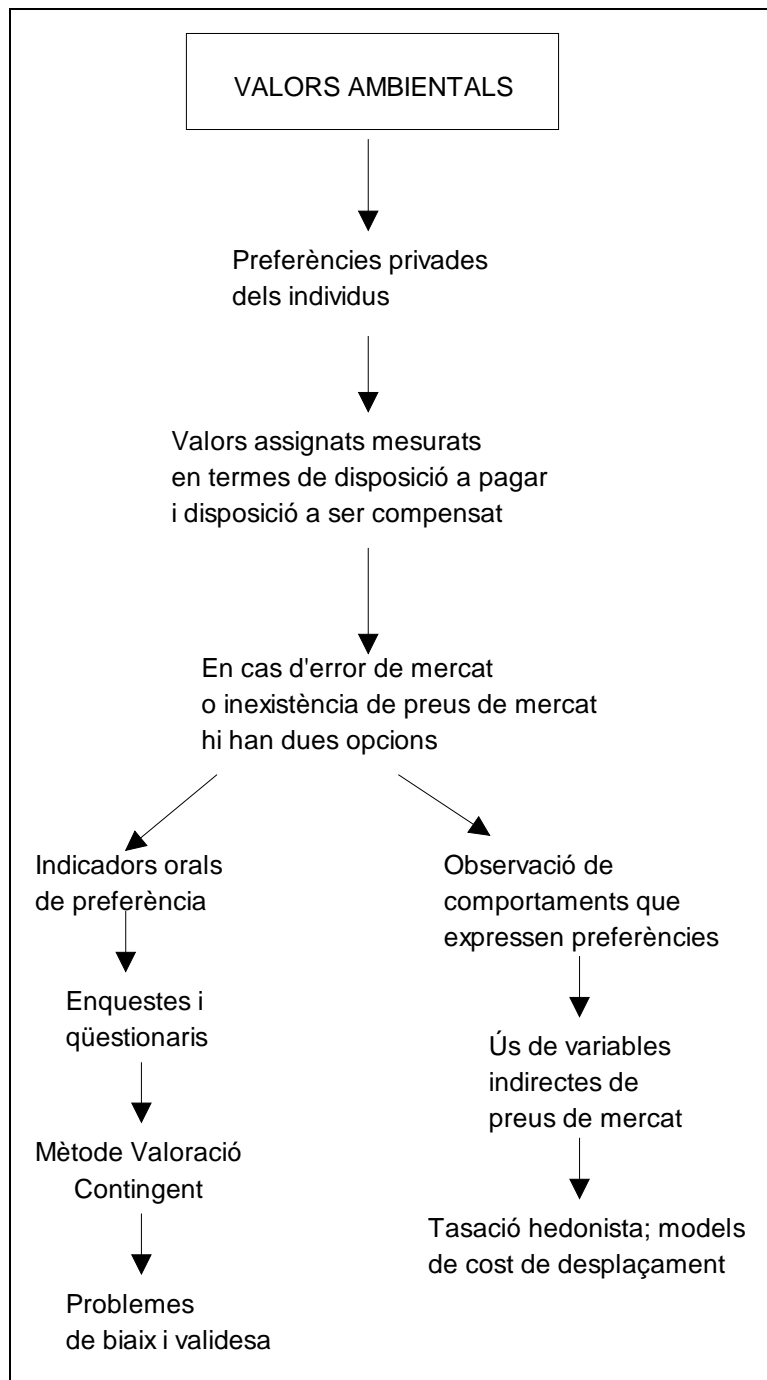 VALORS AMBIENTALS
Preferències privades
dels individus
Valors assignats mesurats
en termes de disposició a pagar
i disposició a ser compensat
En cas d'error de mercat
o inexistència de preus de mercat
hi han dues opcions
Indicadors orals
de preferència
Enquestes i
qüestionaris
Mètode Valoració
Contingent
Problemes
de biaix i validesa
Observació de
comportaments que
expressen preferències
Ús de variables
indirectes de
preus de mercat
Tasació hedonista; models
de cost de desplaçament